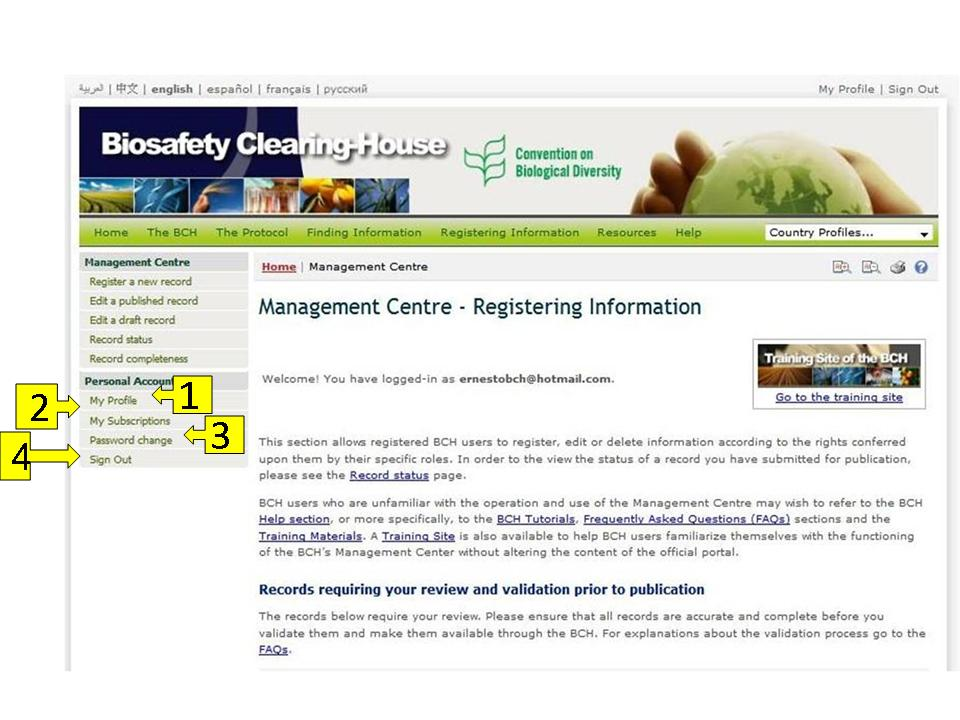 العربية | 中文 | english | español | français | русский
My Profile | Sign Out
Biosafety Clearing-House
Convention on
Biological Diversity
Home The BCH The Protocol Finding Information Registering Information Resources Help
Country Profiles...
Management Centre
Register a new record
Edit a published record
Edit a draft record
Record status
Record completeness
Personal Account
My Profile
My Subscriptions
Password change
Sign Out
1
2
3
4
Home | Management Centre
Management Centre - Registering Information
Welcome! You have logged-in as ernestobch@hotmail.com.
Training Site of the BCH
Go to the training site
This section allows registered BCH users to register, edit or delete information according to the rights conferred
upon them by their specific roles. In order to the view the status of a record you have submitted for publication,
please see the Record status page.
BCH users who are unfamiliar with the operation and use of the Management Centre may wish to refer to the BCH
Help section, or more specifically, to the BCH Tutorials, Frequently Asked Questions (FAQs) sections and the
Training Materials. A Training Site is also available to help BCH users familiarize themselves with the functioning
of the BCH's Management Center without altering the content of the official portal.
Records requiring your review and validation prior to publication
The records below require your review. Please ensure that all records are accurate and complete before you
validate them and make them available through the BCH. For explanations about the validation process go to the
FAQs.